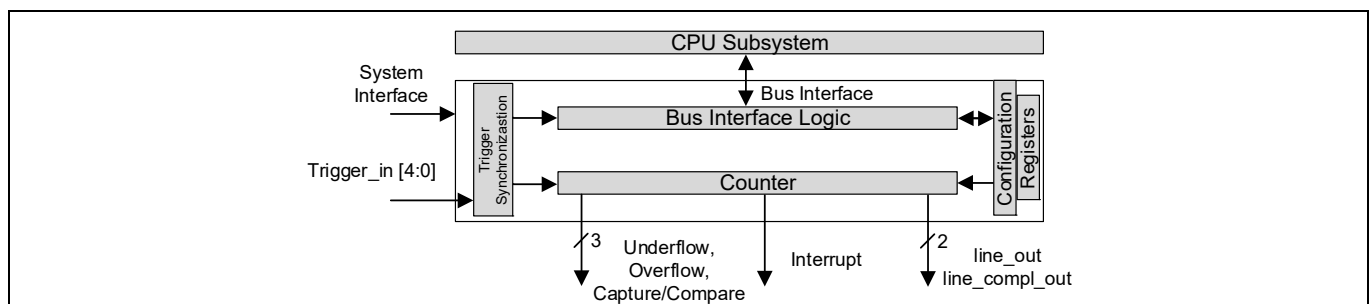 CPU Subsystem
System
Interface
Bus Interface
Trigger
Synchronizastion
Bus Interface Logic
Configuration
Registers
Trigger_in [4:0]
Counter
3
Underflow,
Overflow,
Capture/Compare
Interrupt
2
line_out
line_compl_out